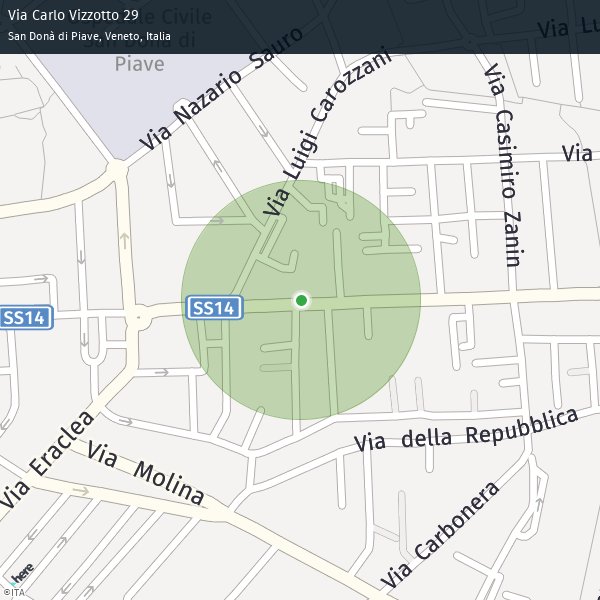 Via Carlo Vizzotto 29
San Donà di Piave, Veneto, Italia
Ospedale Civile
San Donà di
Piave
Via Nazario Sauro
Via Luigi Carozzani
Via Lu
Via Casimiro Zanin
Via
SS14
SS14
Via Eraclea
Via Molina
Via della Repubblica
Via Carbonera
here
©ITA